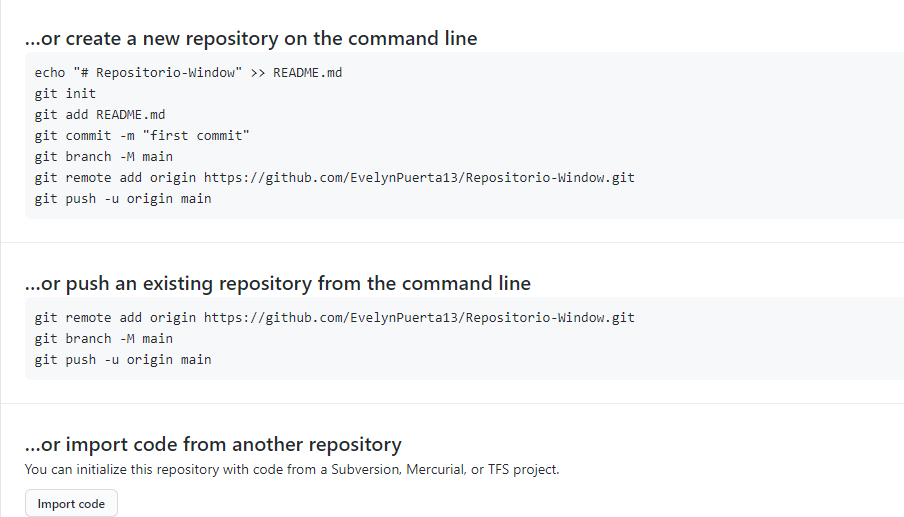 ...or create a new repository on the command line
echo "# Repositorio-Window" >> README.md
git init
git add README.md
git commit -m "first commit"
git branch -M main
git remote add origin https://github.com/EvelynPuerta13/Repositorio-Window.git
git push -u origin main
...or push an existing repository from the command line
git remote add origin https://github.com/EvelynPuerta13/Repositorio-Window.git
git branch -M main
git push -u origin main
...or import code from another repository
You can initialize this repository with code from a Subversion, Mercurial, or TFS project.
Import code